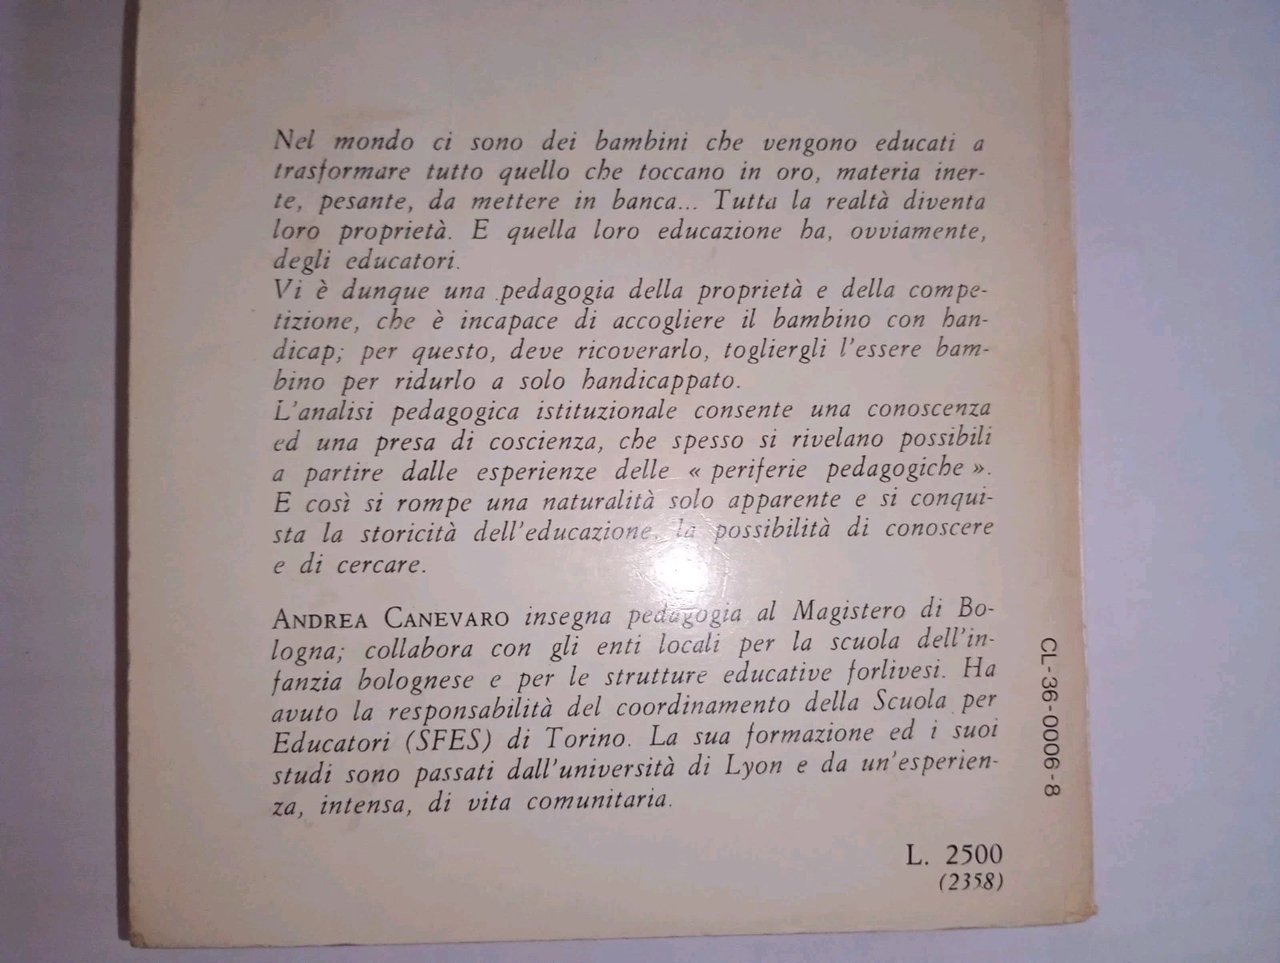 Nel mondo ci sono dei bambini che vengono educati a
trasformare tutto quello che toccano in oro, materia iner-
te, pesante, da mettere in banca... Tutta la realtà diventa
loro proprietà. E quella loro educazione ha, ovviamente,
degli educatori.
Vi è dunque una pedagogia della proprietà e della compe-
tizione, che è incapace di accogliere il bambino con han-
dicap; per questo, deve ricoverarlo, togliergli l'essere bam-
bino per ridurlo a solo handicappato.
L'analisi pedagogica istituzionale consente una conoscenza
ed una presa di coscienza, che spesso si rivelano possibili
a partire dalle esperienze delle « periferie pedagogiche ».
E così si rompe una naturalità solo apparente e si conqui-
sta la storicità dell'educazione, la possibilità di conoscere
e di cercare.
ANDREA CANEVARO insegna pedagogia al Magistero di Bo-
logna; collabora con gli enti locali per la scuola dell'in-
fanzia bolognese e per le strutture educative forlivesi. Ha
avuto la responsabilità del coordinamento della Scuola per
Educatori (SFES) di Torino. La sua formazione ed i suoi
studi sono passati dall'università di Lyon e da un'esperien-
za, intensa, di vita comunitaria.
CL-36-0006-8
L. 2500
(2358)